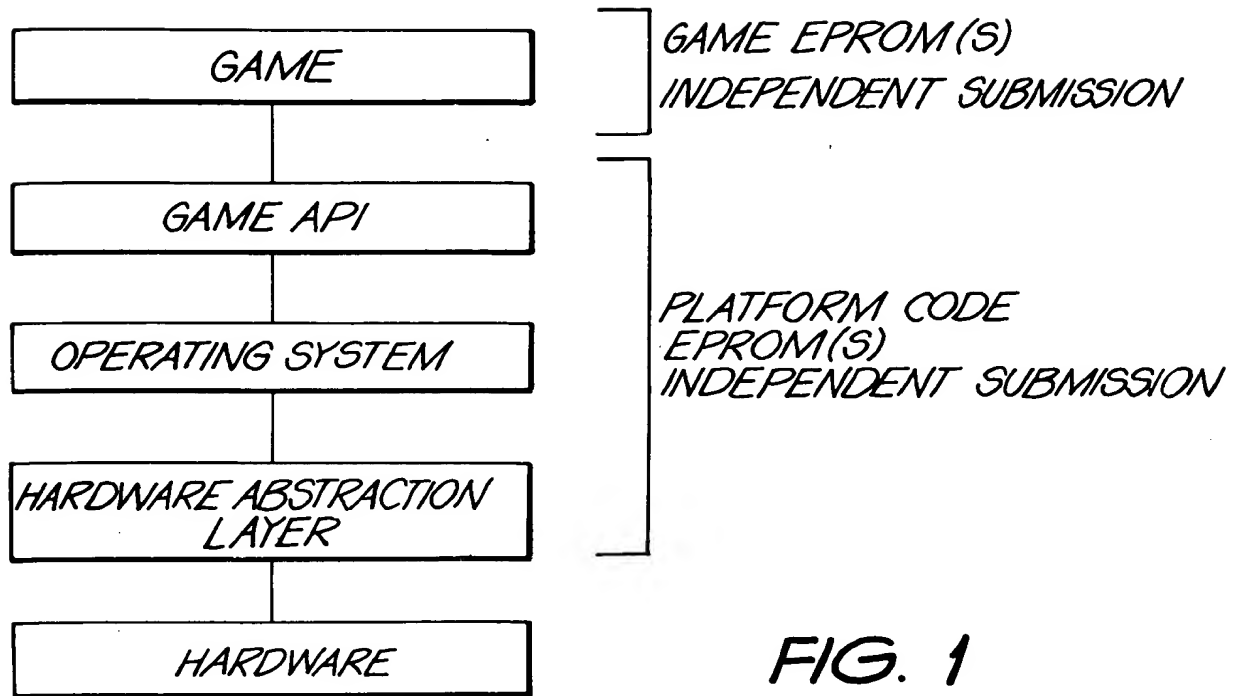 GAME
GAME EPROM(S)
INDEPENDENT SUBMISSION
GAME API
OPERATING SYSTEM
PLATFORM CODE
EPROM(S)
INDEPENDENT SUBMISSION
HARDWARE ABSTRACTION
LAYER
HARDWARE
FIG. 1